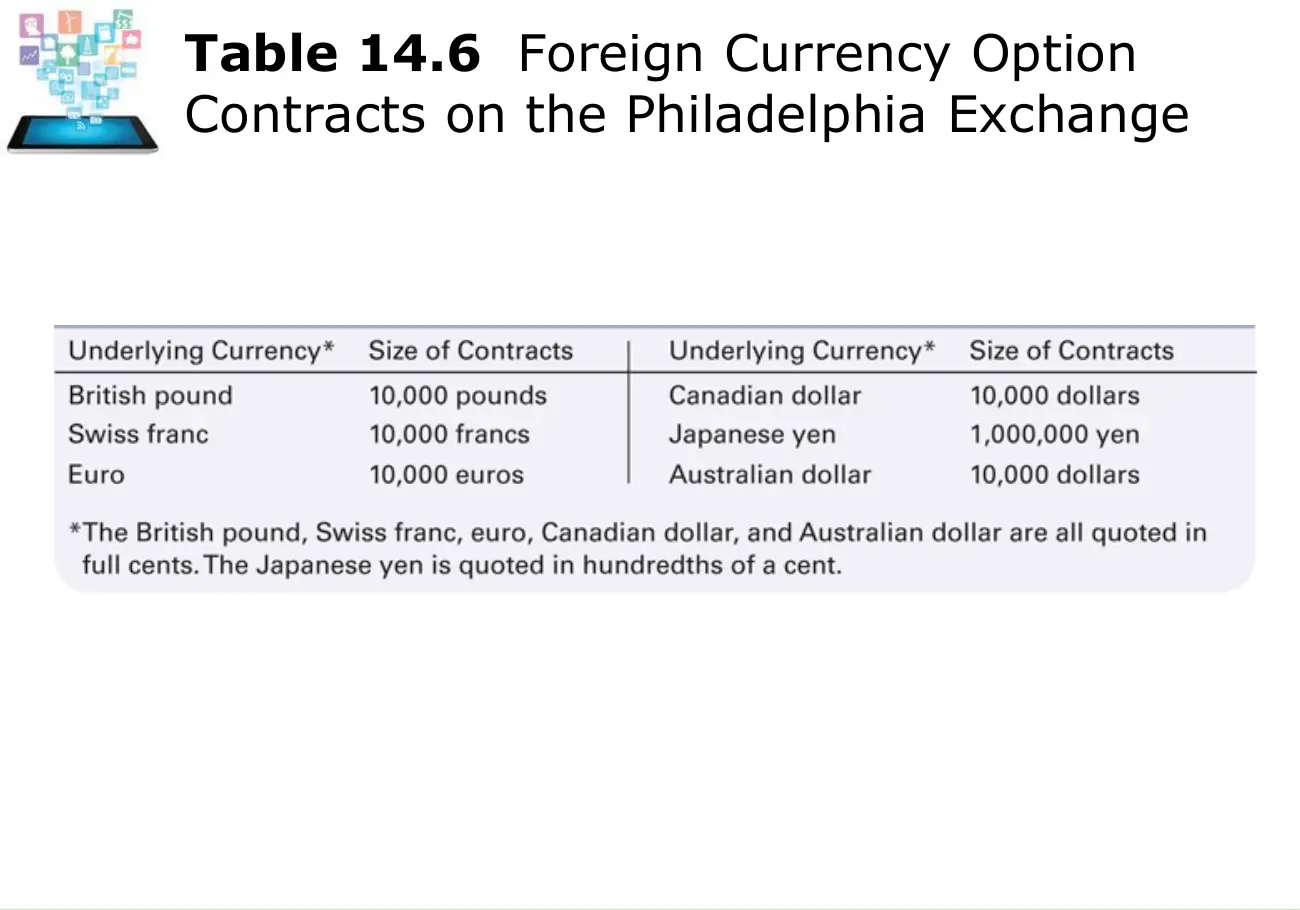 Table 14.6 Foreign Currency Option
Contracts on the Philadelphia Exchange
Underlying Currency* Size of Contracts Underlying Currency* Size of Contracts
British pound 10,000 pounds Canadian dollar 10,000 dollars
Swiss franc 10,000 francs Japanese yen 1,000,000 yen
Euro 10,000 euros Australian dollar 10,000 dollars
*The British pound, Swiss franc, euro, Canadian dollar, and Australian dollar are all quoted in
full cents. The Japanese yen is quoted in hundredths of a cent.